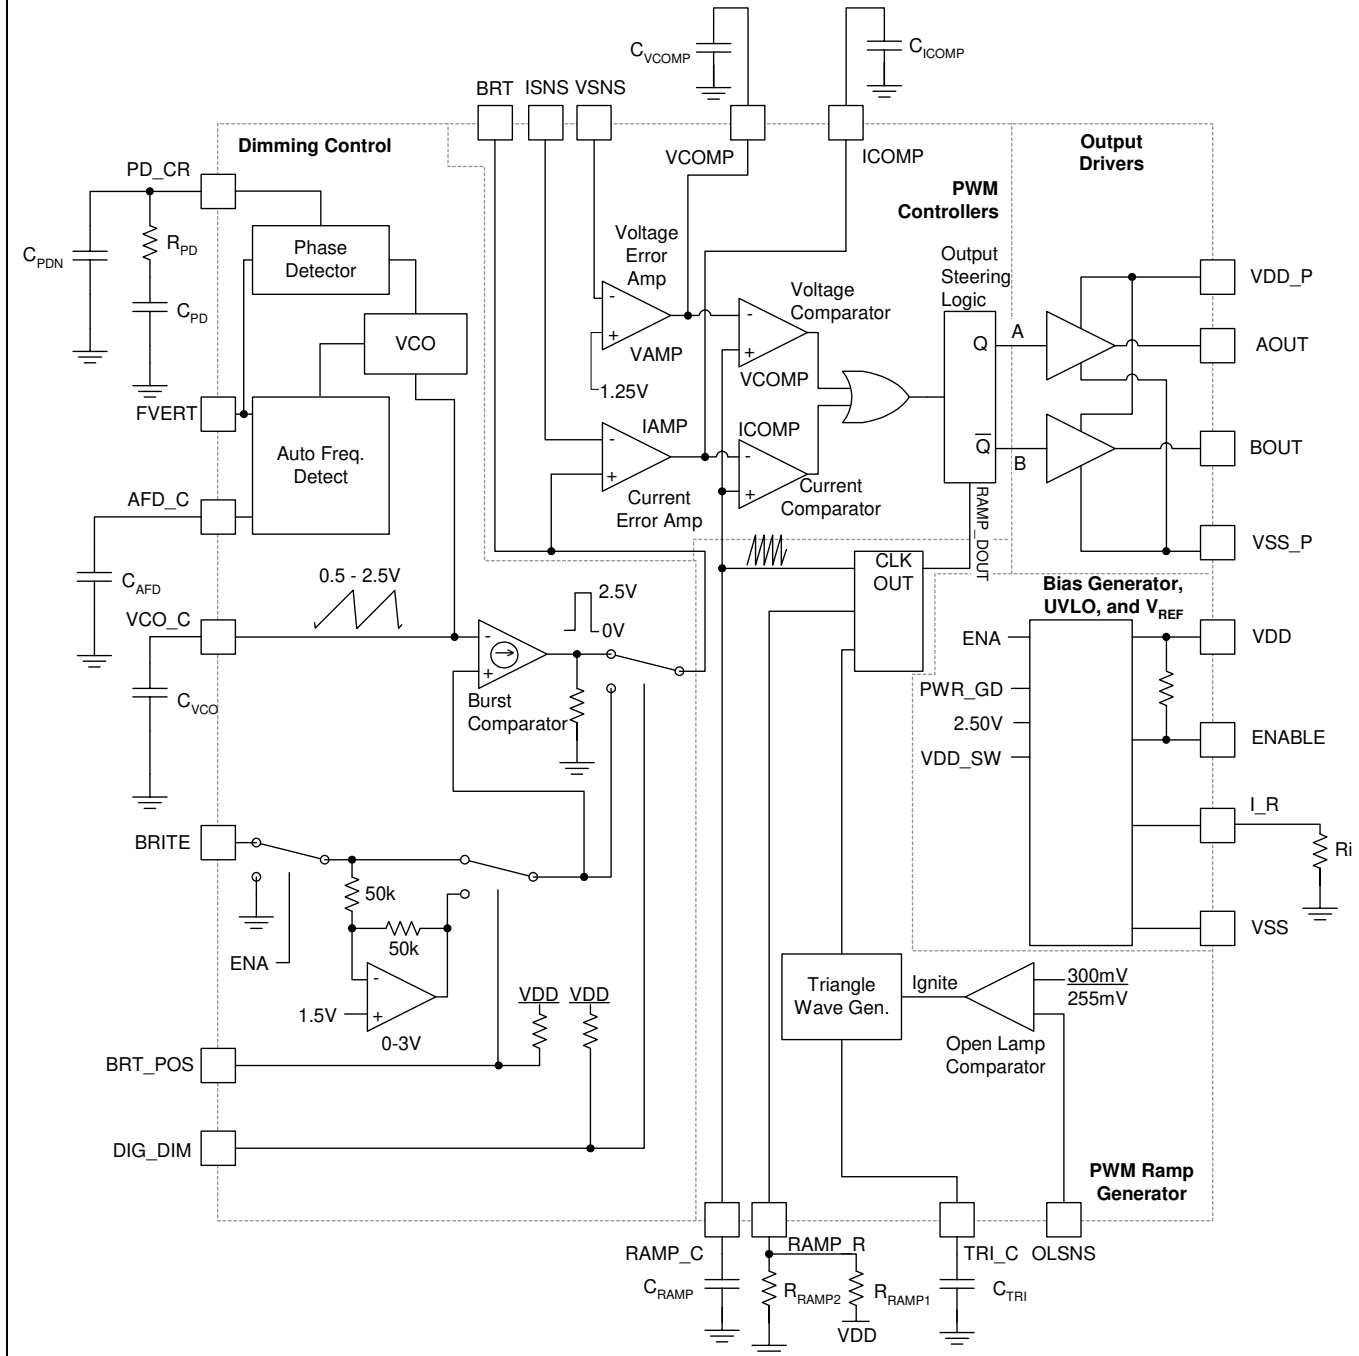 C_VCOMP
C_ICOMP
BRT
ISNS
VSNS
Dimming Control
VCOMP
ICOMP
Output
Drivers
PD_CR
PWM
Controllers
R_PD
C_PDN
C_PD
Phase
Detector
VCO
Voltage
Error
Amp
-
+
VAMP
1.25V
Voltage
Comparator
-
+
VCOMP
Output
Steering
Logic
Q
Q̅
A
B
RAMP_DOUT
VDD_P
AOUT
BOUT
VSS_P
FVERT
Auto Freq.
Detect
AFD_C
C_AFD
IAMP
-
+
Current
Error Amp
ICOMP
-
+
Current
Comparator
CLK
OUT
Bias Generator,
UVLO, and V_REF
0.5 - 2.5V
VCO_C
C_VCO
-
+
Burst
Comparator
2.5V
0V
ENA
PWR_GD
2.50V
VDD_SW
VDD
ENABLE
I_R
Ri
VSS
BRITE
ENA
50k
50k
-
+
1.5V
0-3V
VDD
VDD
BRT_POS
DIG_DIM
Triangle
Wave Gen.
Ignite
300mV
255mV
Open Lamp
Comparator
PWM Ramp
Generator
RAMP_C
RAMP_R
TRI_C
OLSNS
C_RAMP
R_RAMP2
R_RAMP1
VDD
C_TRI